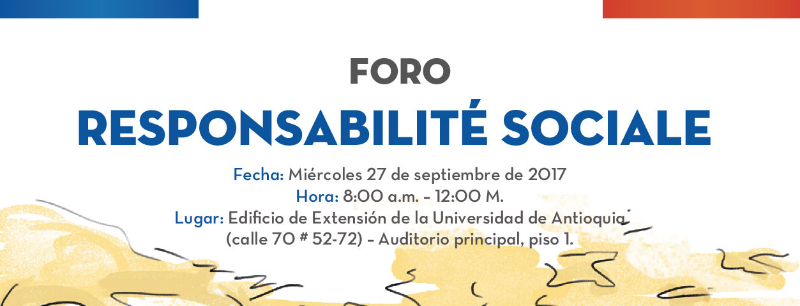 FORO
RESPONSABILITÉ SOCIALE
Fecha: Miércoles 27 de septiembre de 2017
Hora: 8:00 a.m. – 12:00 M.
Lugar: Edificio de Extensión de la Universidad de Antioquia
(calle 70 # 52-72) – Auditorio principal, piso 1.